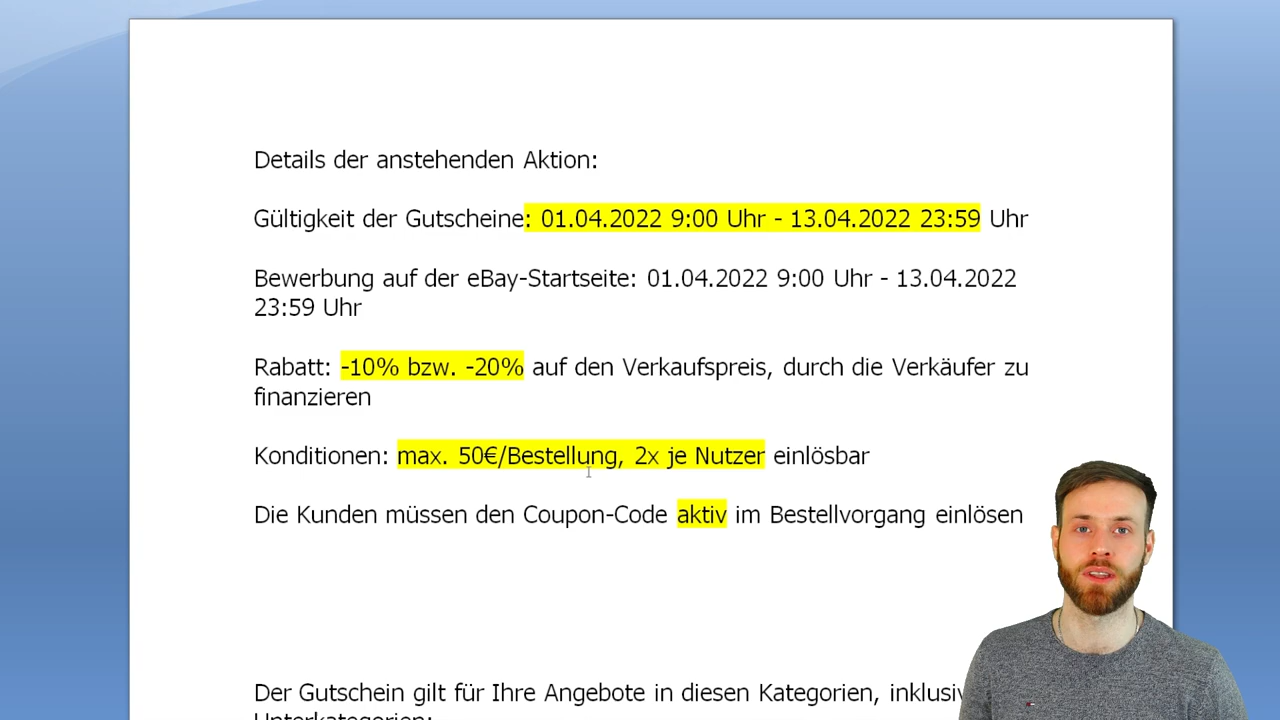 Details der anstehenden Aktion:
Gültigkeit der Gutscheine: 01.04.2022 9:00 Uhr - 13.04.2022 23:59 Uhr
Bewerbung auf der eBay-Startseite: 01.04.2022 9:00 Uhr - 13.04.2022
23:59 Uhr
Rabatt: -10% bzw. -20% auf den Verkaufspreis, durch die Verkäufer zu
finanzieren
Konditionen: max. 50€/Bestellung, 2x je Nutzer einlösbar
Die Kunden müssen den Coupon-Code aktiv im Bestellvorgang einlösen
Der Gutschein gilt für Ihre Angebote in diesen Kategorien, inklusiv
Unterkategorien: